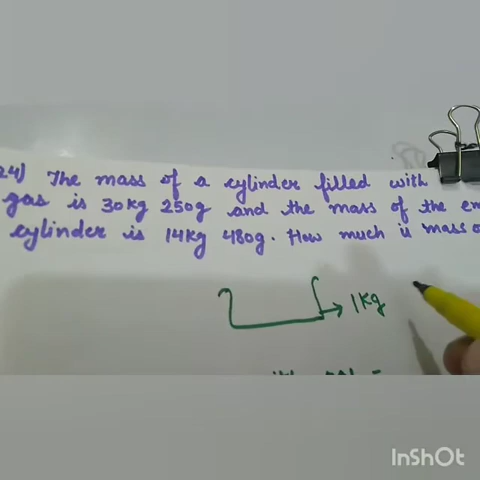 24) The mass of a cylinder filled with
gas is 30kg 250g and the mass of the em
cylinder is 14kg 480g. How much is mass o
1kg
InShOt